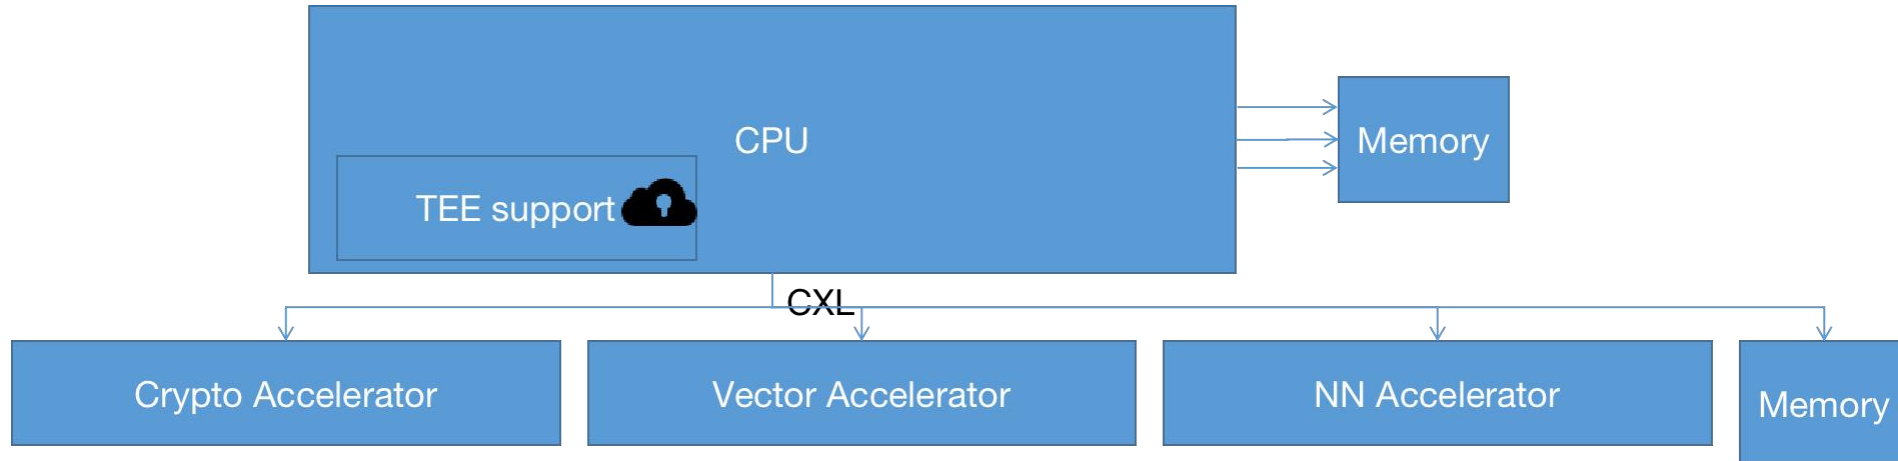 CPU
Memory
TEE support
CXL
Crypto Accelerator
Vector Accelerator
NN Accelerator
Memory